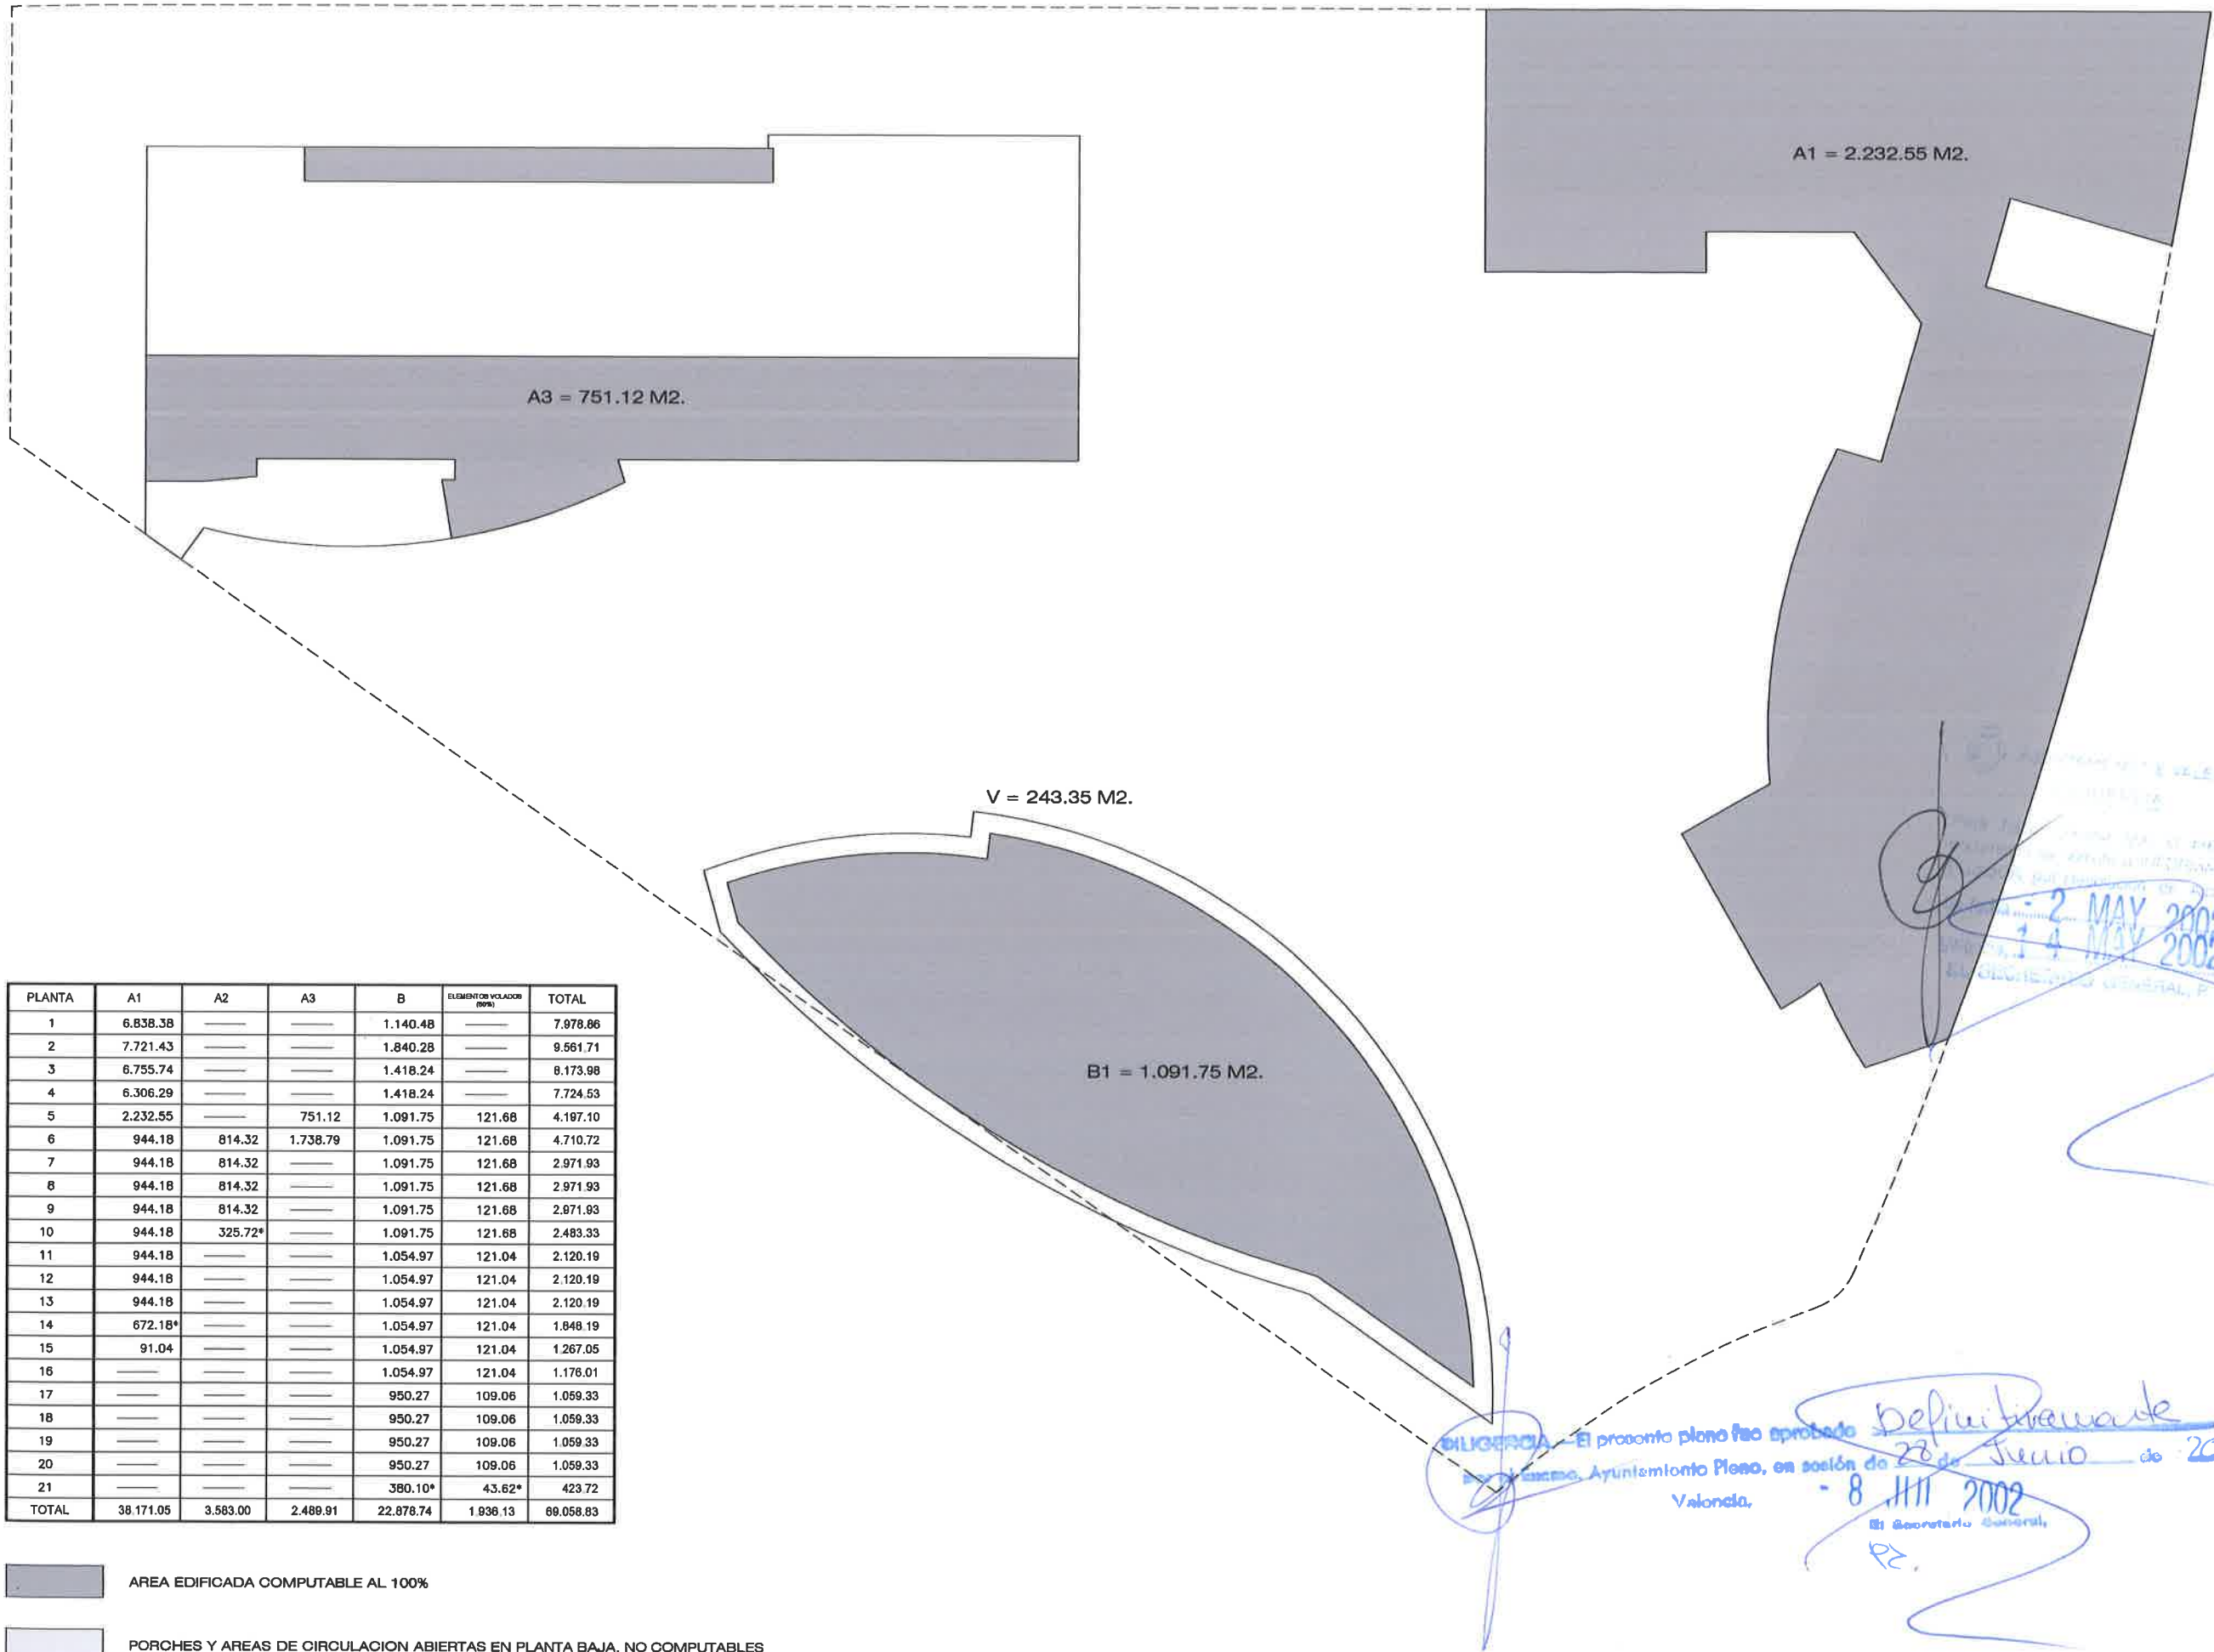 A1 = 2.232.55 M2.
A3 = 751.12 M2.
V = 243.35 M2.
B1 = 1.091.75 M2.
- 2 MAY 2002
14 MAY 2002
EL SECRETARIO GENERAL, P
PLANTA A1 A2 A3 B ELEMENTOS VOLADOS (50%) TOTAL
1 6.838.38 —— —— 1.140.48 —— 7.978.86
2 7.721.43 —— —— 1.840.28 —— 9.561.71
3 6.755.74 —— —— 1.418.24 —— 8.173.98
4 6.306.29 —— —— 1.418.24 —— 7.724.53
5 2.232.55 —— 751.12 1.091.75 121.68 4.197.10
6 944.18 814.32 1.738.79 1.091.75 121.68 4.710.72
7 944.18 814.32 —— 1.091.75 121.68 2.971.93
8 944.18 814.32 —— 1.091.75 121.68 2.971.93
9 944.18 814.32 —— 1.091.75 121.68 2.971.93
10 944.18 325.72* —— 1.091.75 121.68 2.483.33
11 944.18 —— —— 1.054.97 121.04 2.120.19
12 944.18 —— —— 1.054.97 121.04 2.120.19
13 944.18 —— —— 1.054.97 121.04 2.120.19
14 672.18* —— —— 1.054.97 121.04 1.848.19
15 91.04 —— —— 1.054.97 121.04 1.267.05
16 —— —— —— 1.054.97 121.04 1.176.01
17 —— —— —— 950.27 109.06 1.059.33
18 —— —— —— 950.27 109.06 1.059.33
19 —— —— —— 950.27 109.06 1.059.33
20 —— —— —— 950.27 109.06 1.059.33
21 —— —— —— 380.10* 43.62* 423.72
TOTAL 38.171.05 3.583.00 2.489.91 22.878.74 1.936.13 69.058.83
DILIGENCIA.—El presente plano fue aprobado Definitivamente
Ayuntamiento Pleno, en sesión de 28 de Junio de 20
Valencia, - 8 2002
El Secretario General,
AREA EDIFICADA COMPUTABLE AL 100%
PORCHES Y AREAS DE CIRCULACION ABIERTAS EN PLANTA BAJA. NO COMPUTABLES